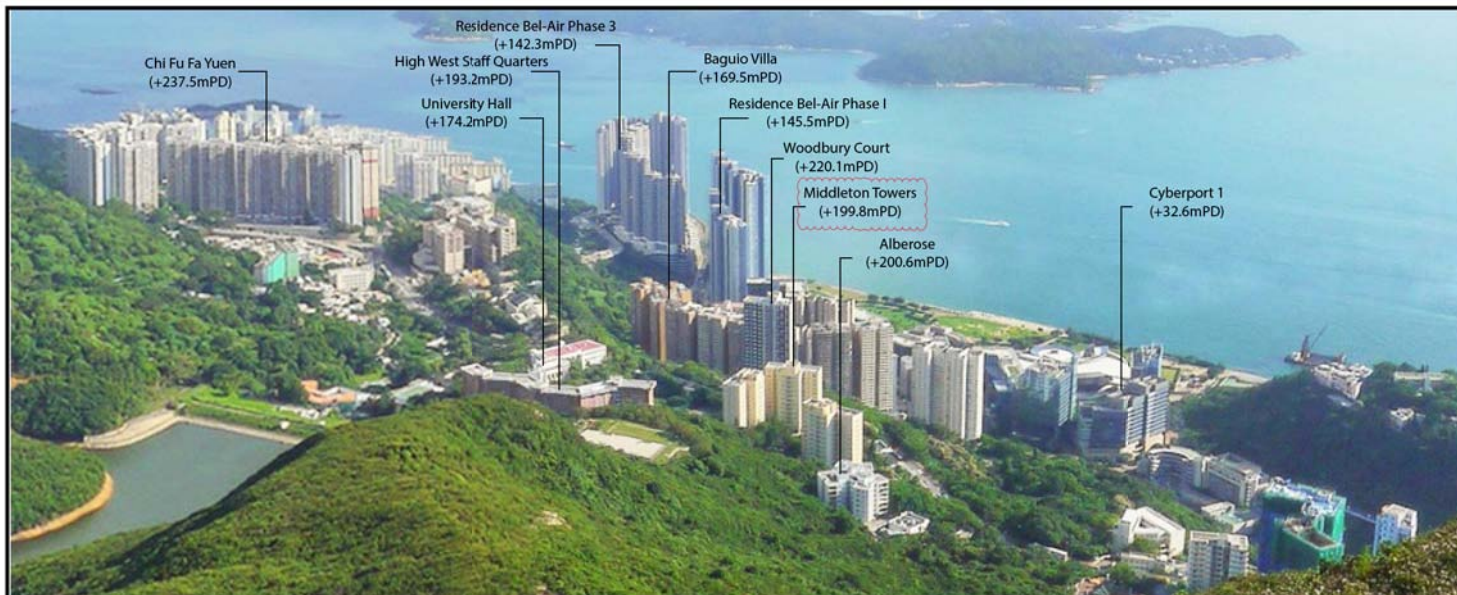 Residence Bel-Air Phase 3
(+142.3mPD)
Chi Fu Fa Yuen
(+237.5mPD)
High West Staff Quarters
(+193.2mPD)
Baguio Villa
(+169.5mPD)
University Hall
(+174.2mPD)
Residence Bel-Air Phase I
(+145.5mPD)
Woodbury Court
(+220.1mPD)
Middleton Towers
(+199.8mPD)
Cyberport 1
(+32.6mPD)
Alberose
(+200.6mPD)